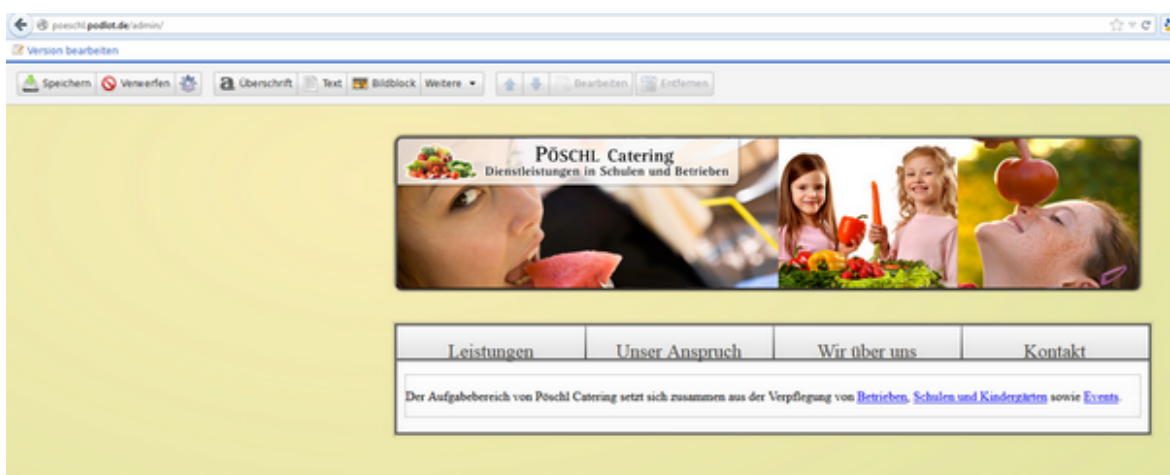 poeschl.podlot.de/admin/
Version bearbeiten
Speichern Verwerfen Überschrift Text Bildblock Weitere Bearbeiten Entfernen
PÖSCHL Catering
Dienstleistungen in Schulen und Betrieben
Leistungen Unser Anspruch Wir über uns Kontakt
Der Aufgabebereich von Pöschl Catering setzt sich zusammen aus der Verpflegung von Betrieben, Schulen und Kindergärten sowie Events.